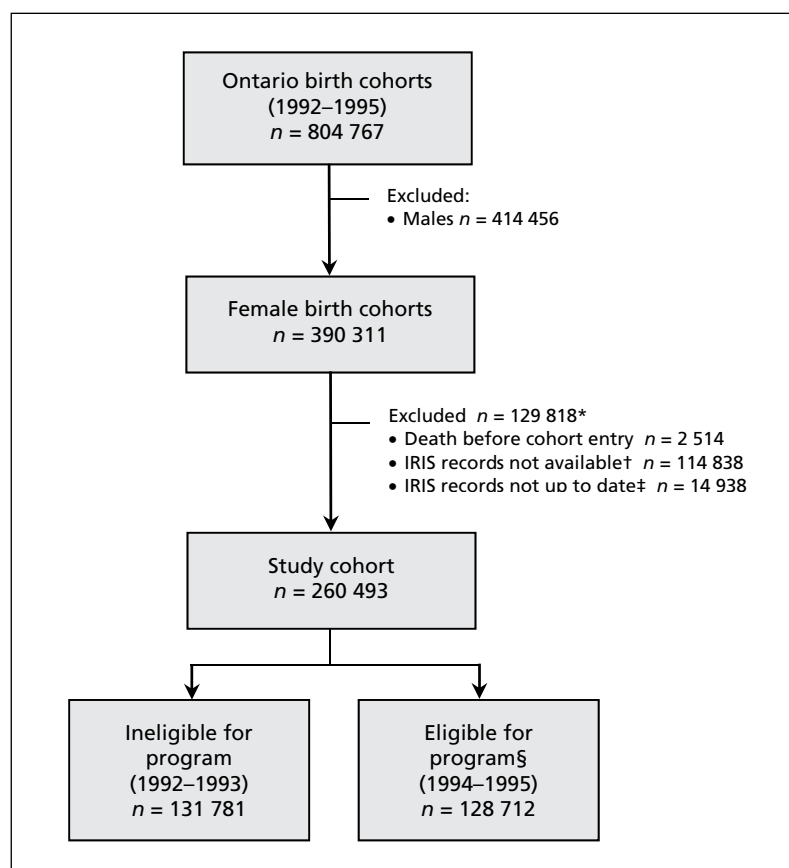 Ontario birth cohorts
(1992–1995)
n = 804 767
Excluded:
• Males n = 414 456
Female birth cohorts
n = 390 311
Excluded n = 129 818*
• Death before cohort entry n = 2 514
• IRIS records not available† n = 114 838
• IRIS records not up to date‡ n = 14 938
Study cohort
n = 260 493
Ineligible for
program
(1992–1993)
n = 131 781
Eligible for
program§
(1994–1995)
n = 128 712